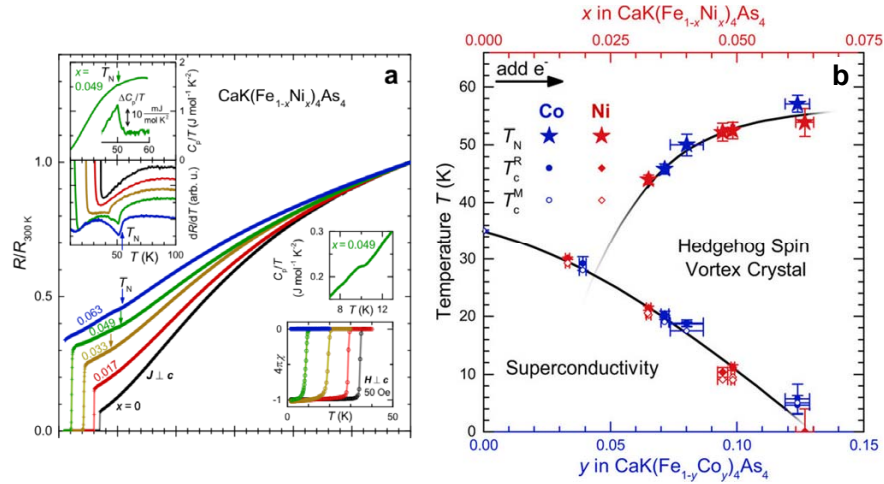 a
CaK(Fe1-xNix)4As4
R/R300 K
1.0
0.5
0.0
x =
0.049
TN
ΔCp/T
10 mJ
mol K2
50 60
Cp/T (J mol-1 K-2)
2
1
0
dR/dT (arb. u.)
TN
0 50 100
T (K)
TN
0.063
0.049
0.033
0.017
x = 0
J ⊥ c
x = 0.049
Cp/T
(J mol-1 K-2)
0.3
0.2
8 12
T (K)
4πχ
0
-1
H ⊥ c
50 Oe
0 50
T (K)
b
x in CaK(Fe1-xNix)4As4
0.000 0.025 0.050 0.075
add e-
Co Ni
TN
TcR
TcM
Temperature T (K)
60
50
40
30
20
10
0
Hedgehog Spin
Vortex Crystal
Superconductivity
0.00 0.05 0.10 0.15
y in CaK(Fe1-yCoy)4As4